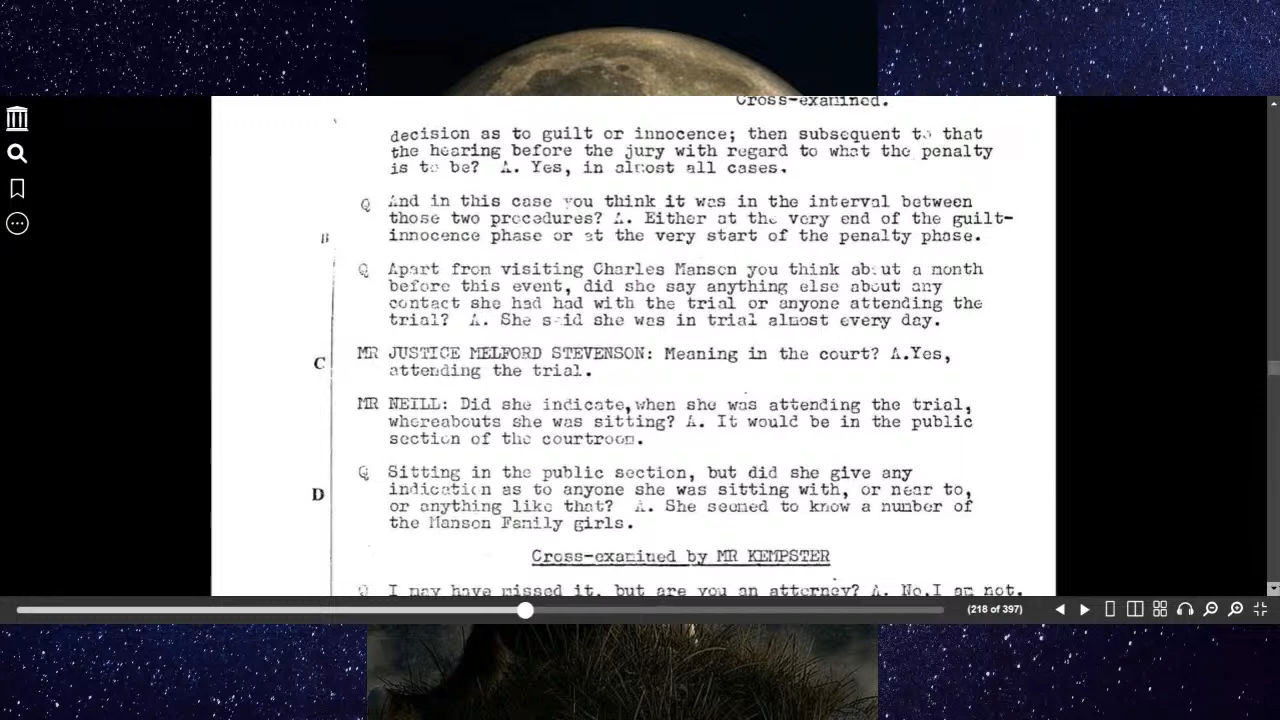 Cross-examined.
decision as to guilt or innocence; then subsequent to that
the hearing before the jury with regard to what the penalty
is to be? A. Yes, in almost all cases.
Q And in this case you think it was in the interval between
those two procedures? A. Either at the very end of the guilt-
B
innocence phase or at the very start of the penalty phase.
Q Apart from visiting Charles Manson you think about a month
before this event, did she say anything else about any
contact she had had with the trial or anyone attending the
trial? A. She said she was in trial almost every day.
C
MR JUSTICE MELFORD STEVENSON: Meaning in the court? A.Yes,
attending the trial.
MR NEILL: Did she indicate,when she was attending the trial,
whereabouts she was sitting? A. It would be in the public
section of the courtroom.
Q Sitting in the public section, but did she give any
D
indication as to anyone she was sitting with, or near to,
or anything like that? A. She seemed to know a number of
the Manson Family girls.
Cross-examined by MR KEMPSTER
Q I may have missed it, but are you an attorney? A. No,I am not.
(218 of 397)